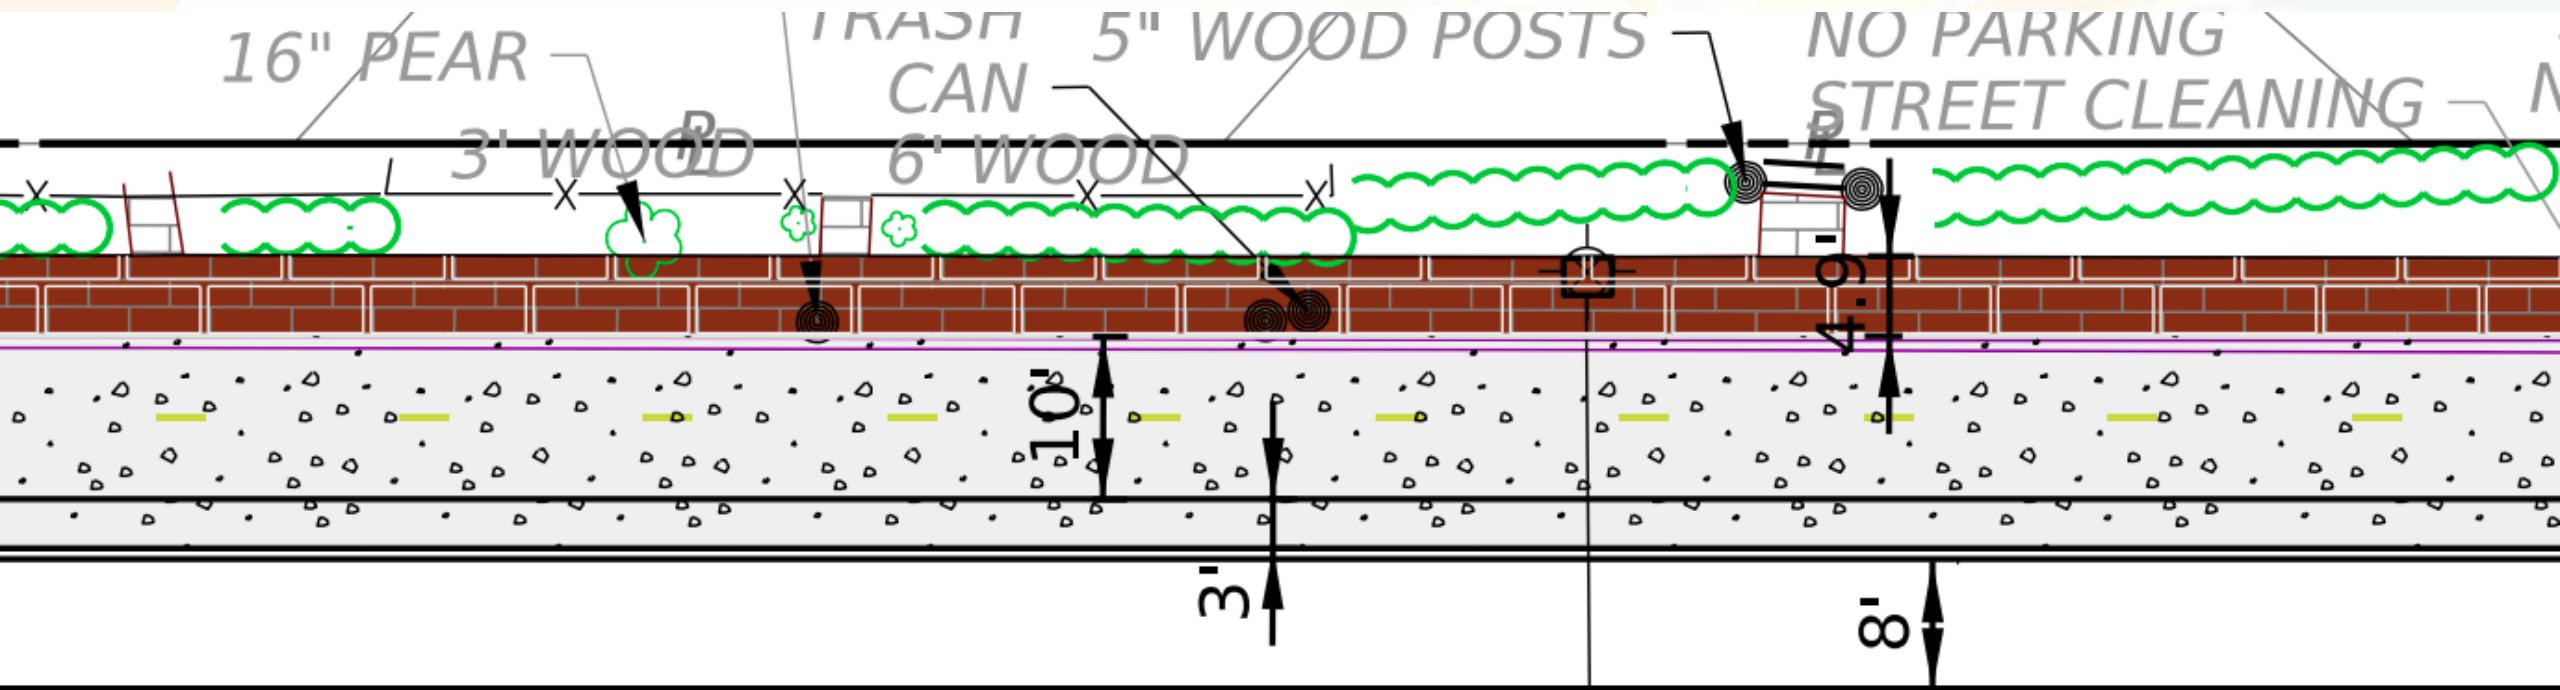 16" PEAR
3' WOOD
TRASH
CAN
6' WOOD
5" WOOD POSTS
NO PARKING
STREET CLEANING
4.9'
10'
3'
8'